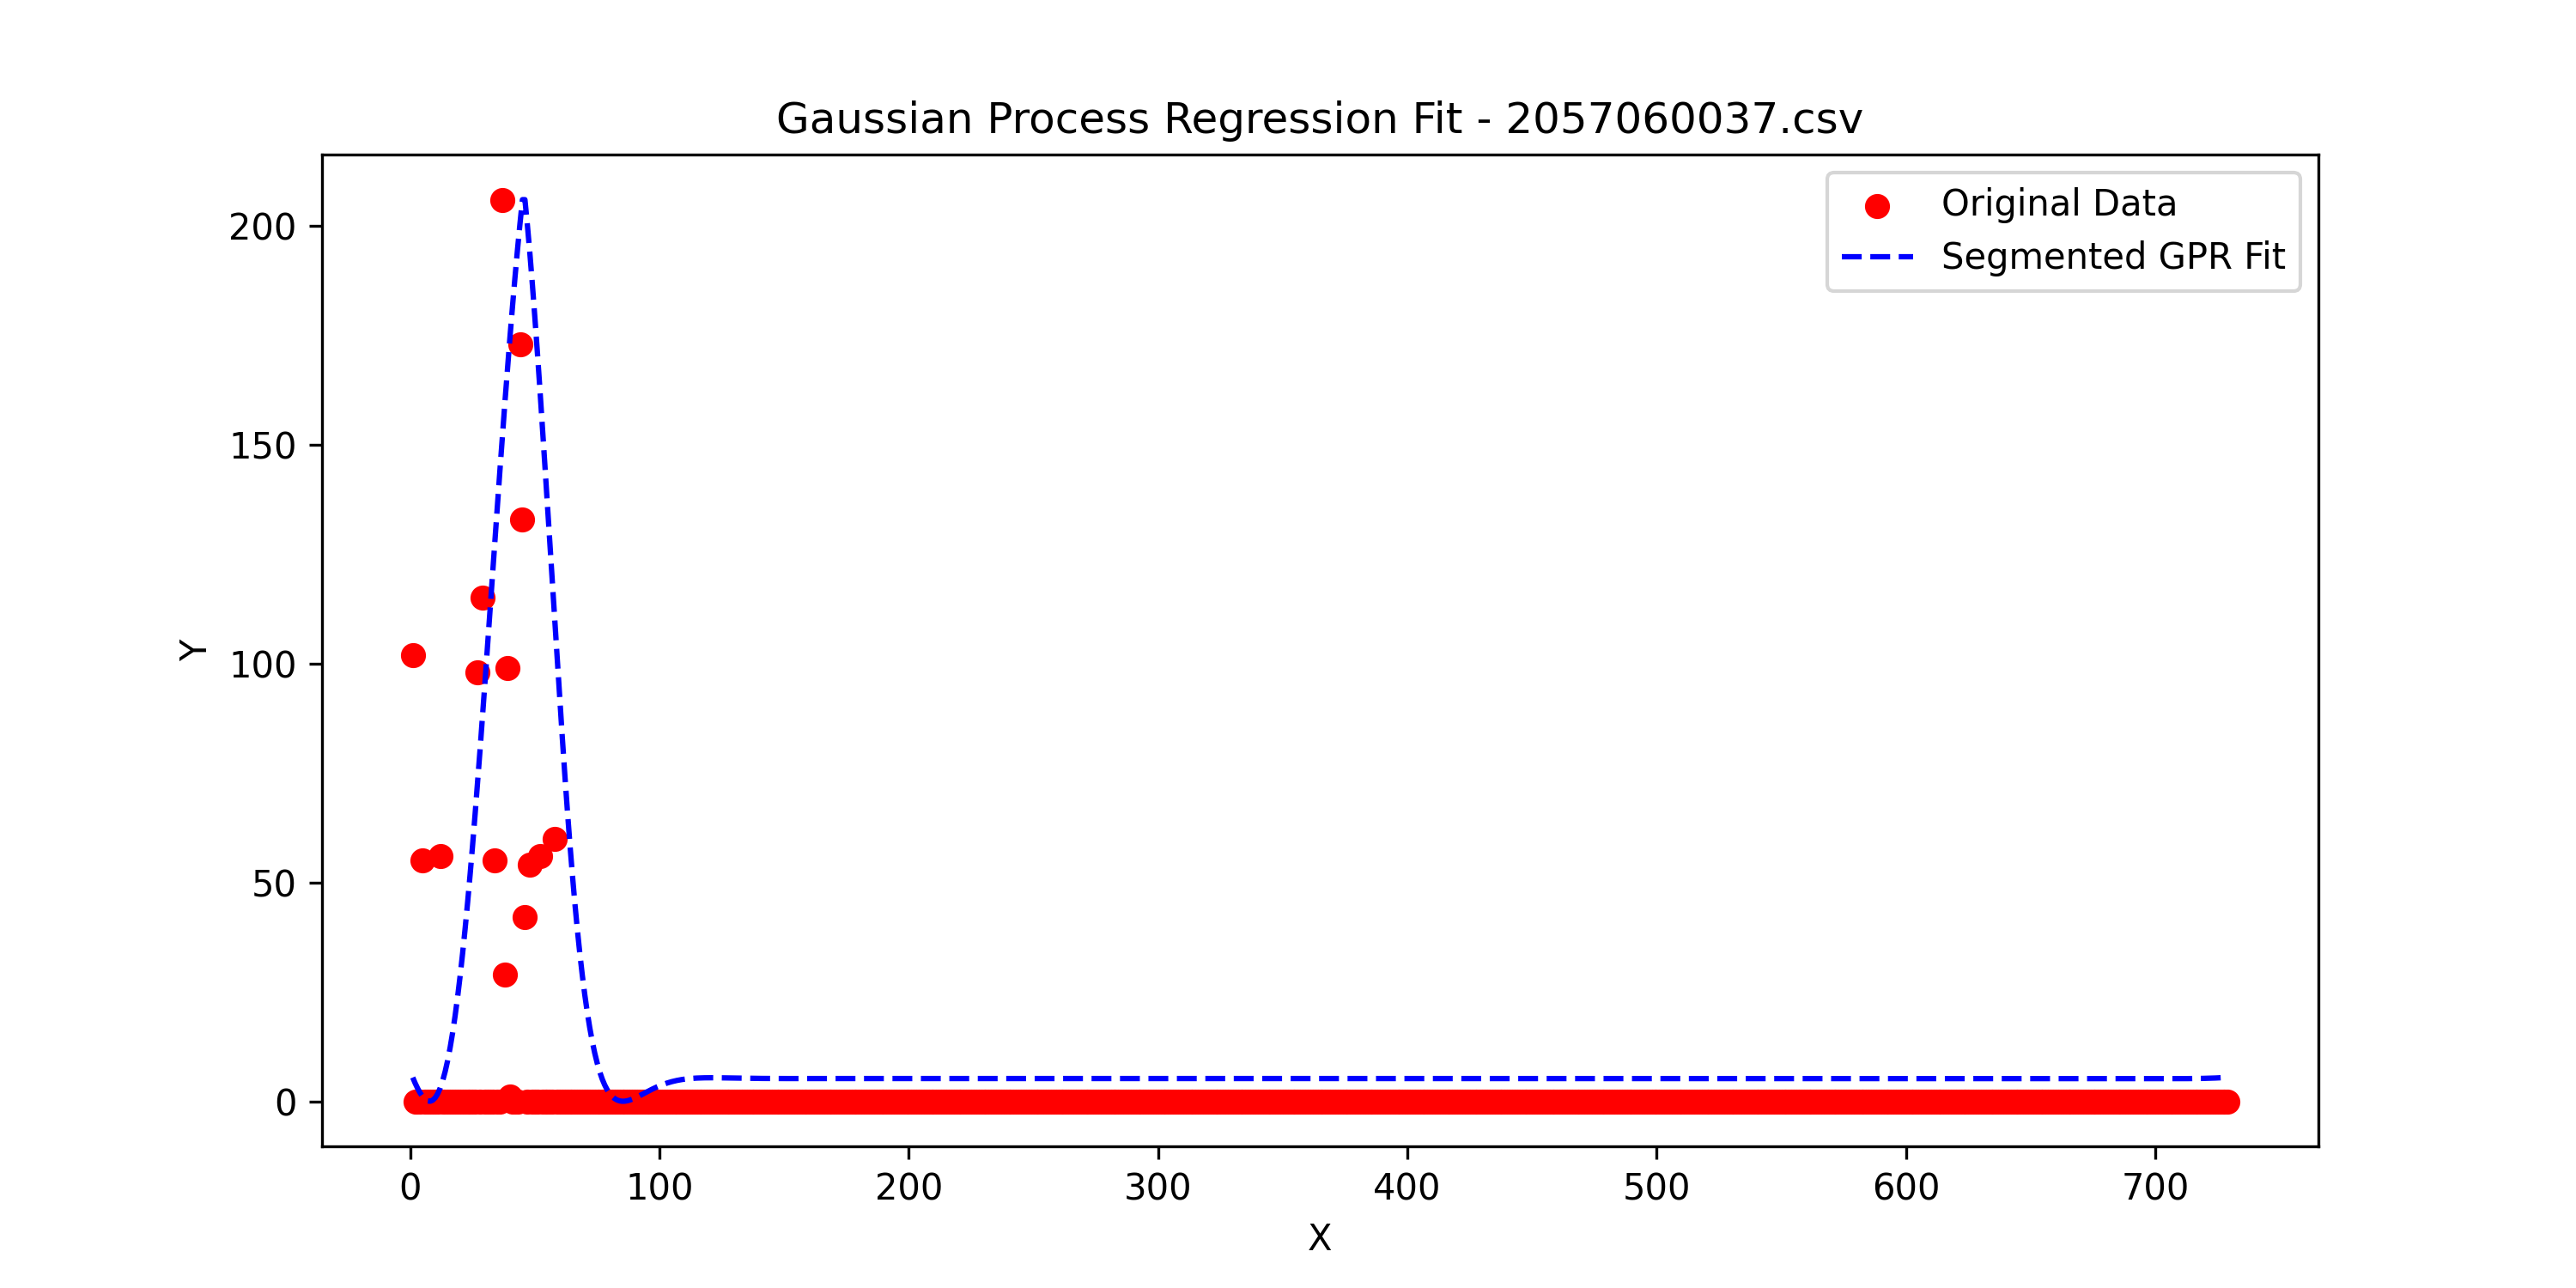 Gaussian Process Regression Fit - 2057060037.csv
Original Data
Segmented GPR Fit
200
150
100
50
0
Y
0 100 200 300 400 500 600 700
X